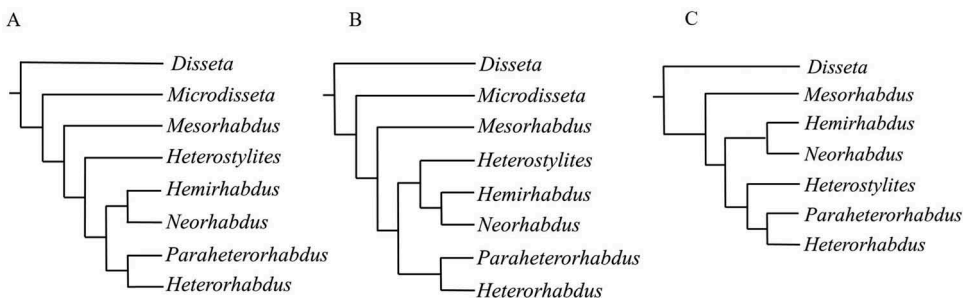 A
Disseta
Microdisseta
Mesorhabdus
Heterostylites
Hemirhabdus
Neorhabdus
Paraheterorhabdus
Heterorhabdus
B
Disseta
Microdisseta
Mesorhabdus
Heterostylites
Hemirhabdus
Neorhabdus
Paraheterorhabdus
Heterorhabdus
C
Disseta
Mesorhabdus
Hemirhabdus
Neorhabdus
Heterostylites
Paraheterorhabdus
Heterorhabdus